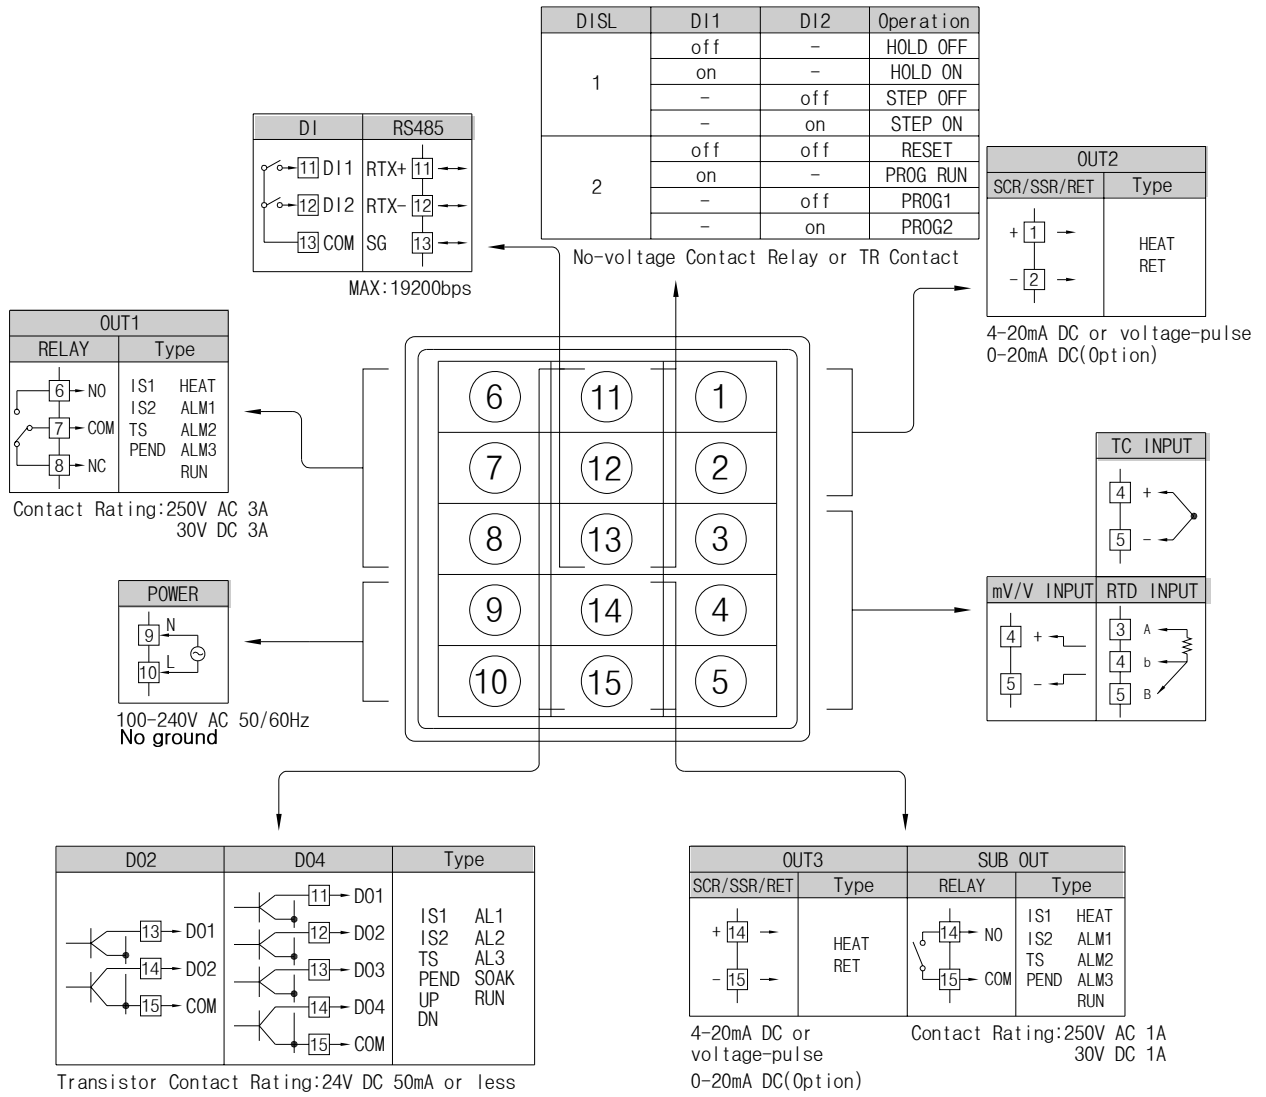 DISL DI1 DI2 Operation
1
off - HOLD OFF
on - HOLD ON
- off STEP OFF
- on STEP ON
2
off off RESET
on - PROG RUN
- off PROG1
- on PROG2
No-voltage Contact Relay or TR Contact
DI RS485
11 DI1 RTX+ 11
12 DI2 RTX- 12
13 COM SG 13
MAX:19200bps
OUT2
SCR/SSR/RET Type
+ 1
- 2
HEAT
RET
4-20mA DC or voltage-pulse
0-20mA DC(Option)
OUT1
RELAY Type
6 NO
7 COM
8 NC
IS1 HEAT
IS2 ALM1
TS ALM2
PEND ALM3
RUN
Contact Rating:250V AC 3A
30V DC 3A
6 11 1
7 12 2
8 13 3
9 14 4
10 15 5
TC INPUT
4 +
5 -
mV/V INPUT RTD INPUT
4 +
5 -
3 A
4 b
5 B
POWER
9 N
10 L
100-240V AC 50/60Hz
No ground
DO2 DO4 Type
13 DO1
14 DO2
15 COM
11 DO1
12 DO2
13 DO3
14 DO4
15 COM
IS1 AL1
IS2 AL2
TS AL3
PEND SOAK
UP RUN
DN
Transistor Contact Rating:24V DC 50mA or less
OUT3 SUB OUT
SCR/SSR/RET Type RELAY Type
+ 14
- 15
HEAT
RET
14 NO
15 COM
IS1 HEAT
IS2 ALM1
TS ALM2
PEND ALM3
RUN
4-20mA DC or
voltage-pulse
0-20mA DC(Option)
Contact Rating:250V AC 1A
30V DC 1A